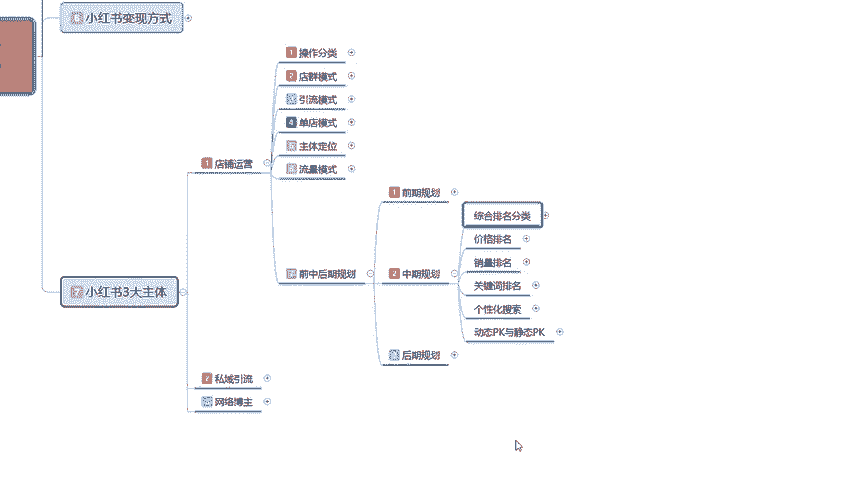 小红书变现方式
1 操作分类
2 店群模式
引流模式
4 单店模式
主体定位
流量模式
1 店铺运营
1 前期规划
综合排名分类
价格排名
销量排名
前中后期规划
2 中期规划
关键词排名
个性化搜索
动态PK与静态PK
7 小红书3大主体
后期规划
2 私域引流
网络博主